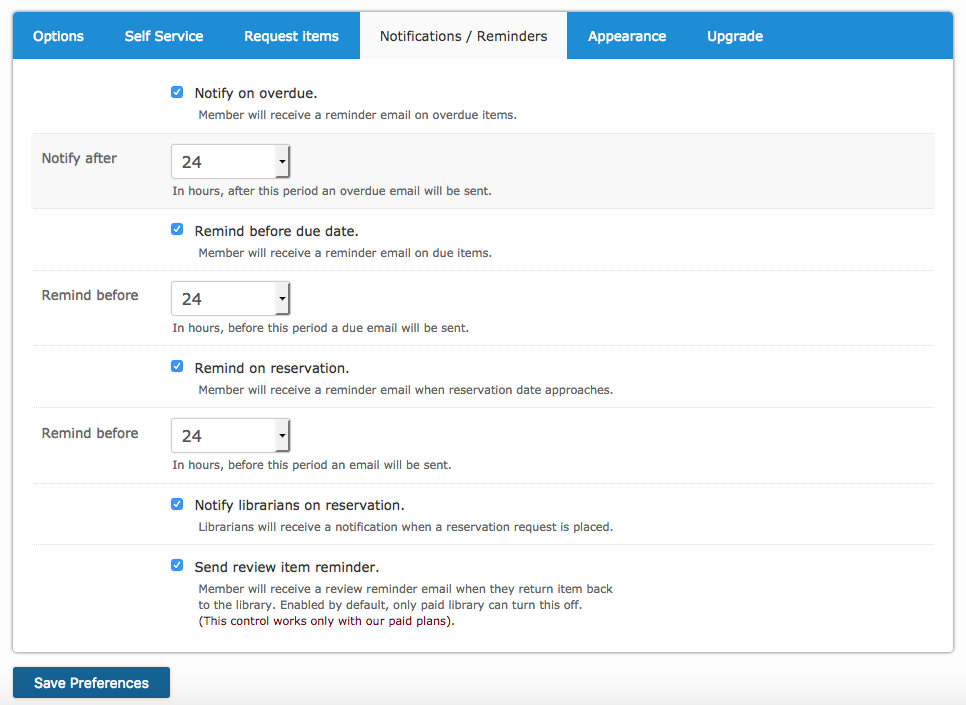 Options Self Service Request Items Notifications / Reminders Appearance Upgrade
Notify on overdue.
Member will receive a reminder email on overdue items.
Notify after 24
In hours, after this period an overdue email will be sent.
Remind before due date.
Member will receive a reminder email on due items.
Remind before 24
In hours, before this period a due email will be sent.
Remind on reservation.
Member will receive a reminder email when reservation date approaches.
Remind before 24
In hours, before this period an email will be sent.
Notify librarians on reservation.
Librarians will receive a notification when a reservation request is placed.
Send review item reminder.
Member will receive a review reminder email when they return item back
to the library. Enabled by default, only paid library can turn this off.
(This control works only with our paid plans).
Save Preferences